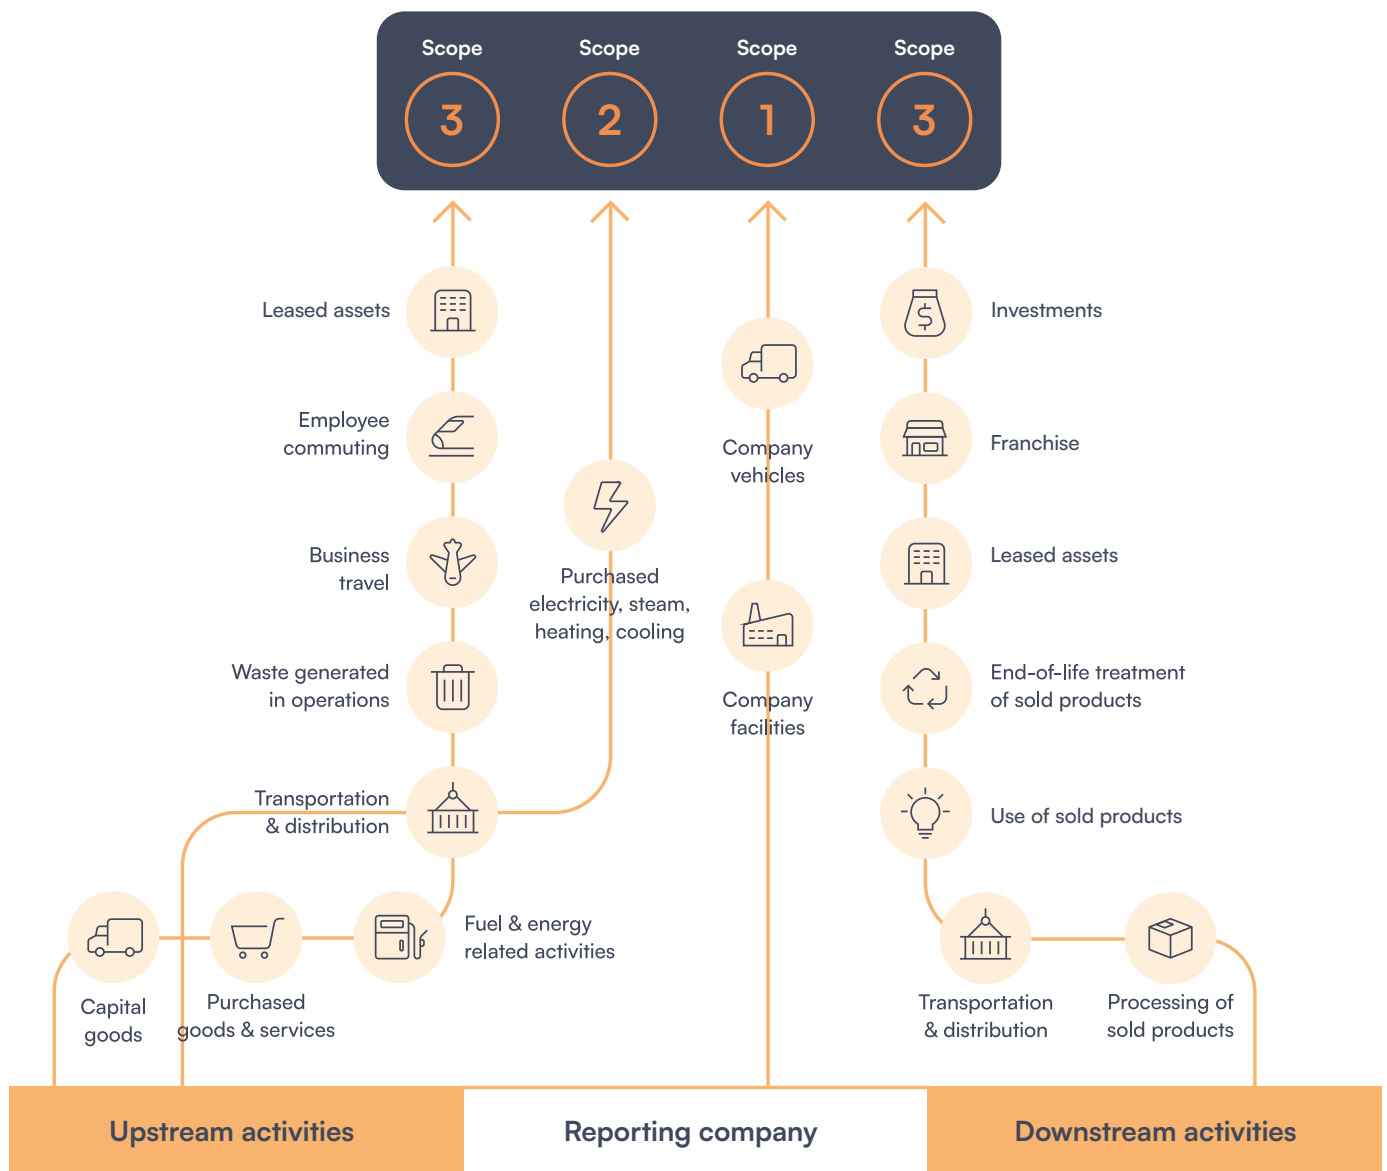 Scope
3
Scope
2
Scope
1
Scope
3
Leased assets
Employee
commuting
Business
travel
Waste generated
in operations
Transportation
& distribution
Fuel & energy
related activities
Capital
goods
Purchased
goods & services
Purchased
electricity, steam,
heating, cooling
Company
vehicles
Company
facilities
$
Investments
Franchise
Leased assets
End-of-life treatment
of sold products
Use of sold products
Transportation
& distribution
Processing of
sold products
Upstream activities
Reporting company
Downstream activities